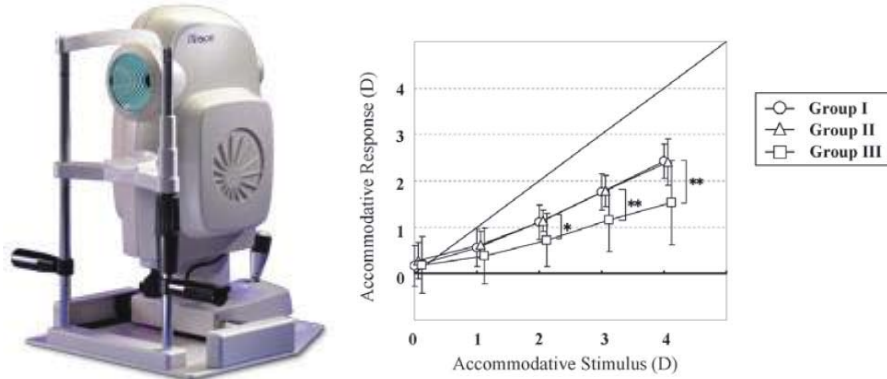 iTrace
Accommodative Response (D)
4
3
2
1
0
**
**
*
0 1 2 3 4
Accommodative Stimulus (D)
Group I
Group II
Group III